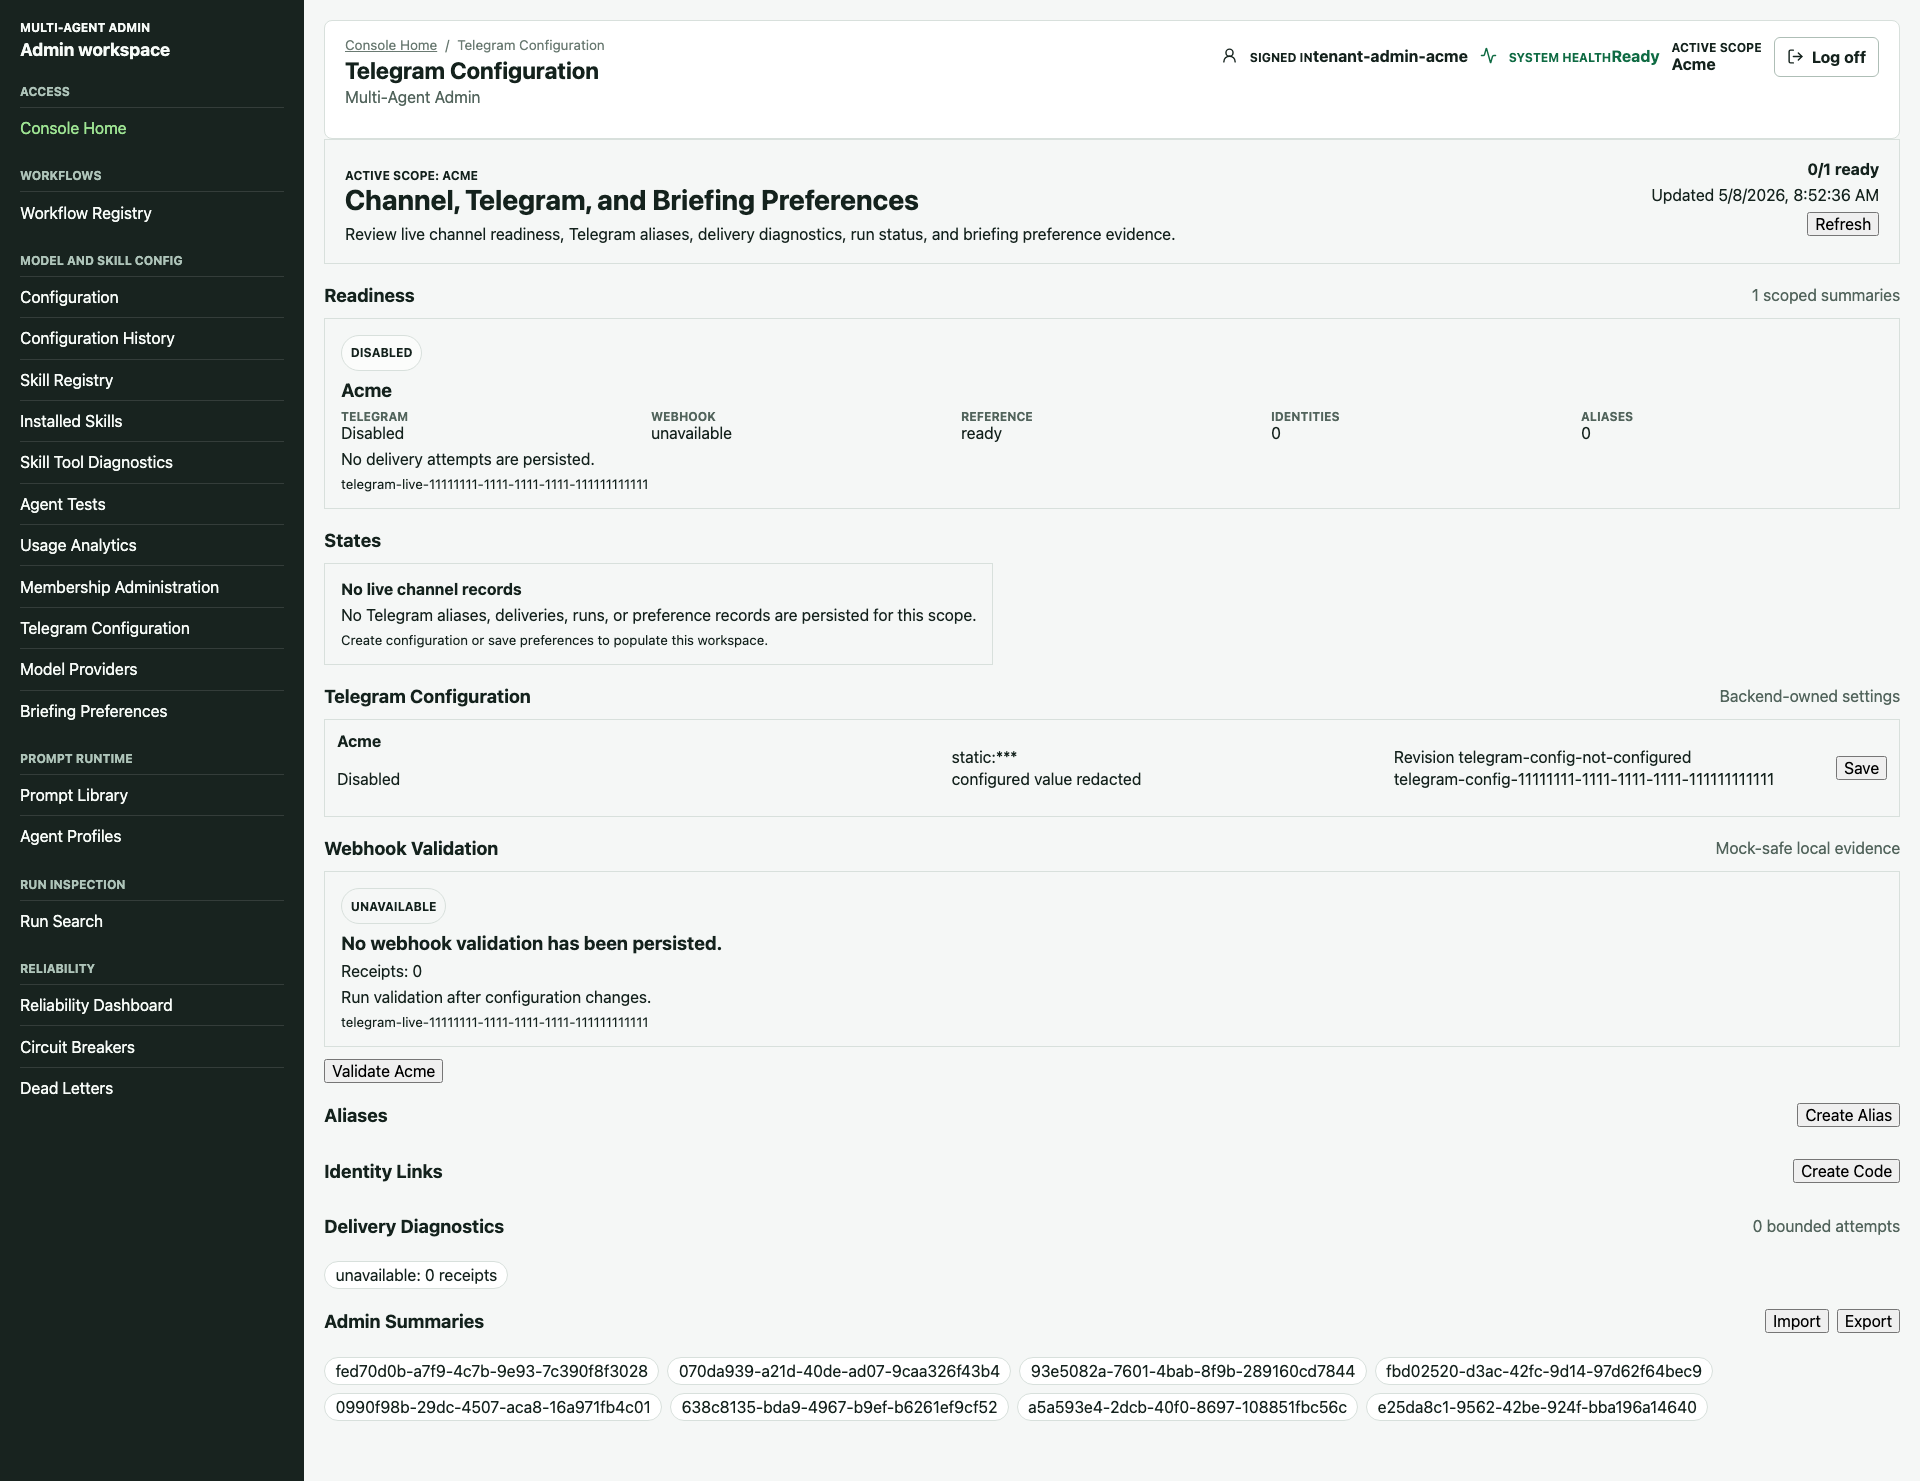 MULTI-AGENT ADMIN
Admin workspace
ACCESS
Console Home
WORKFLOWS
Workflow Registry
MODEL AND SKILL CONFIG
Configuration
Configuration History
Skill Registry
Installed Skills
Skill Tool Diagnostics
Agent Tests
Usage Analytics
Membership Administration
Telegram Configuration
Model Providers
Briefing Preferences
PROMPT RUNTIME
Prompt Library
Agent Profiles
RUN INSPECTION
Run Search
RELIABILITY
Reliability Dashboard
Circuit Breakers
Dead Letters
Console Home / Telegram Configuration
Telegram Configuration
Multi-Agent Admin
SIGNED IN tenant-admin-acme
SYSTEM HEALTH Ready
ACTIVE SCOPE
Acme
Log off
ACTIVE SCOPE: ACME
Channel, Telegram, and Briefing Preferences
Review live channel readiness, Telegram aliases, delivery diagnostics, run status, and briefing preference evidence.
0/1 ready
Updated 5/8/2026, 8:52:36 AM
Refresh
Readiness
1 scoped summaries
DISABLED
Acme
TELEGRAM
Disabled
WEBHOOK
unavailable
REFERENCE
ready
IDENTITIES
0
ALIASES
0
No delivery attempts are persisted.
telegram-live-11111111-1111-1111-1111-111111111111
States
No live channel records
No Telegram aliases, deliveries, runs, or preference records are persisted for this scope.
Create configuration or save preferences to populate this workspace.
Telegram Configuration
Backend-owned settings
Acme
Disabled
static:***
configured value redacted
Revision telegram-config-not-configured
telegram-config-11111111-1111-1111-1111-111111111111
Save
Webhook Validation
Mock-safe local evidence
UNAVAILABLE
No webhook validation has been persisted.
Receipts: 0
Run validation after configuration changes.
telegram-live-11111111-1111-1111-1111-111111111111
Validate Acme
Aliases
Create Alias
Identity Links
Create Code
Delivery Diagnostics
0 bounded attempts
unavailable: 0 receipts
Admin Summaries
Import
Export
fed70d0b-a7f9-4c7b-9e93-7c390f8f3028
070da939-a21d-40de-ad07-9caa326f43b4
93e5082a-7601-4bab-8f9b-289160cd7844
fbd02520-d3ac-42fc-9d14-97d62f64bec9
0990f98b-29dc-4507-aca8-16a971fb4c01
638c8135-bda9-4967-b9ef-b6261ef9cf52
a5a593e4-2dcb-40f0-8697-108851fbc56c
e25da8c1-9562-42be-924f-bba196a14640